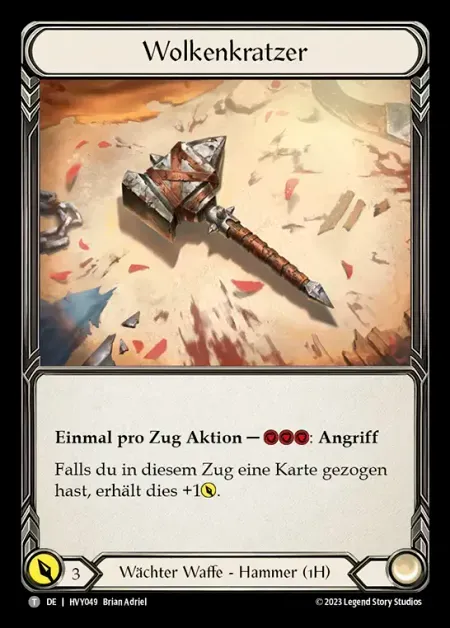 Wolkenkratzer
Einmal pro Zug Aktion — : Angriff
Falls du in diesem Zug eine Karte gezogen
hast, erhält dies +1.
3
Wächter Waffe - Hammer (1H)
T DE | HVY049 Brian Adriel
© 2023 Legend Story Studios